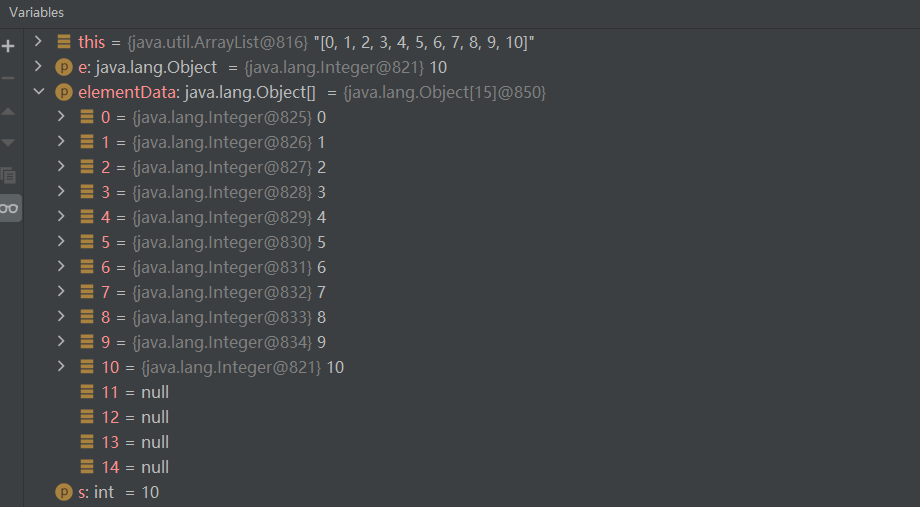 Variables
this = {java.util.ArrayList@816} "[0, 1, 2, 3, 4, 5, 6, 7, 8, 9, 10]"
p e: java.lang.Object = {java.lang.Integer@821} 10
p elementData: java.lang.Object[] = {java.lang.Object[15]@850}
0 = {java.lang.Integer@825} 0
1 = {java.lang.Integer@826} 1
2 = {java.lang.Integer@827} 2
3 = {java.lang.Integer@828} 3
4 = {java.lang.Integer@829} 4
5 = {java.lang.Integer@830} 5
6 = {java.lang.Integer@831} 6
7 = {java.lang.Integer@832} 7
8 = {java.lang.Integer@833} 8
9 = {java.lang.Integer@834} 9
10 = {java.lang.Integer@821} 10
11 = null
12 = null
13 = null
14 = null
p s: int = 10